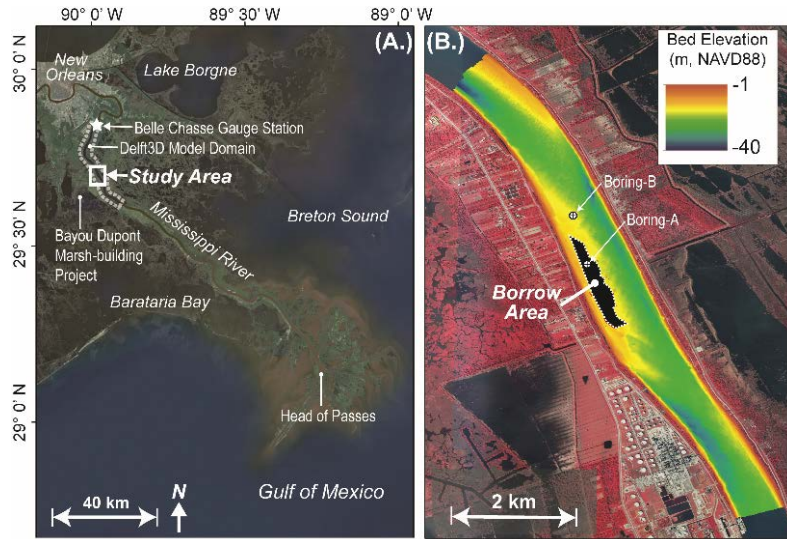 90° 0' W
89° 0' W
30° 0' N
29° 30' N
29° 0' N
(A.)
New
Orleans
Lake Borgne
Belle Chasse Gauge Station
Delft3D Model Domain
Study Area
Mississippi River
Breton Sound
Bayou Dupont
Marsh-building
Project
Barataria Bay
Head of Passes
Gulf of Mexico
40 km
N
(B.)
Bed Elevation
(m, NAVD88)
-1
-40
Boring-B
Boring-A
Borrow
Area
2 km